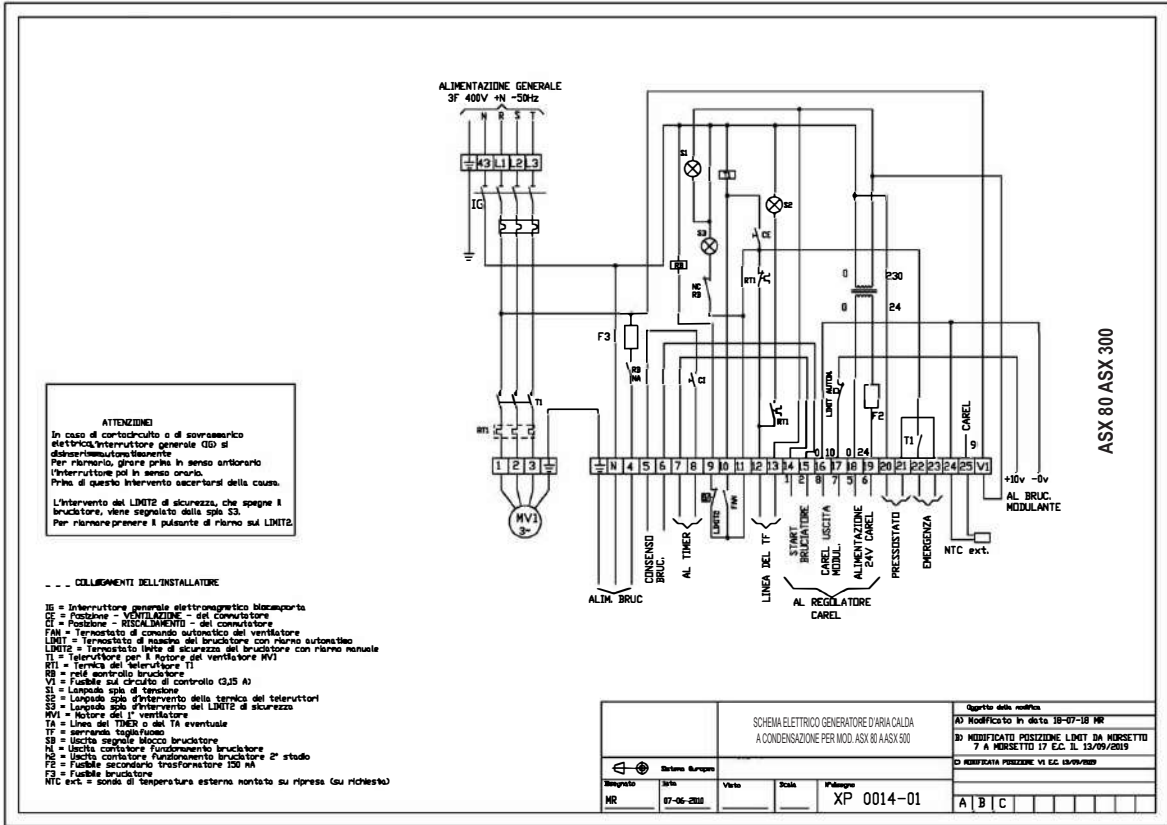 ALIMENTAZIONE GENERALE
3F 400V +N ~50Hz
N R S T
43 L1 L2 L3
IG
S1
T1
S2
S3
CE
RB
NC
RB
RT1
0 230
0 24
F3
RB
NA
CI
LIMIT AUTOM.
F2
T1
CAREL
9
T1
RT1
RT1
0 10 0 24
1 2 3
N 4 5 6 7 8 9 10 11 12 13 14 15 16 17 18 19 20 21 22 23 24 25 V1
1 2 8 7 5 6
MV1
3~
ALIM. BRUC
CONSENSO
BRUC.
AL TIMER
LIMIT2
FAN
LINEA DEL TF
START
BRUCIATORE
CAREL USCITA
MODUL.
ALIMENTAZIONE
24V CAREL
AL REGOLATORE
CAREL
PRESSOSTATO
EMERGENZA
NTC ext.
+10v -0v
AL BRUC.
MODULANTE
ASX 80 ASX 300
ATTENZIONE!
In caso di cortocircuito o di sovraccarico
elettrico,l'interruttore generale (IG) si
disinserisceautomaticamente
Per riarmarlo, girare prima in senso antiorario
l'interruttore poi in senso orario.
Prima di questo intervento accertarsi della causa.
L'intervento del LIMIT2 di sicurezza, che spegne il
bruciatore, viene segnalato dalla spia S3.
Per riarmare premere il pulsante di riarmo sul LIMIT2.
_ _ _ COLLEGAMENTI DELL'INSTALLATORE
IG = Interruttore generale elettromagnetico bloccoporta
CE = Posizione - VENTILAZIONE - del commutatore
CI = Posizione - RISCALDAMENTO - del commutatore
FAN = Termostato di comando automatico del ventilatore
LIMIT = Termostato di massima del bruciatore con riarmo automatico
LIMIT2 = Termostato limite di sicurezza del bruciatore con riarmo manuale
T1 = Teleruttore per il motore del ventilatore MV1
RT1 = Termica del teleruttore T1
RB = relé controllo bruciatore
V1 = Fusibile sul circuito di controllo (3,15 A)
S1 = Lampada spia di tensione
S2 = Lampada spia d'intervento della termica dei teleruttori
S3 = Lampada spia d'intervento del LIMIT2 di sicurezza
MV1 = Motore del 1° ventilatore
TA = Linea del TIMER o del TA eventuale
TF = serranda tagliafuoco
SB = Uscita segnale blocco bruciatore
h1 = Uscita contatore funzionamento bruciatore
h2 = Uscita contatore funzionamento bruciatore 2° stadio
F2 = Fusibile secondario trasformatore 150 mA
F3 = Fusibile bruciatore
NTC ext. = sonda di temperatura esterna montata su ripresa (su richiesta)
SCHEMA ELETTRICO GENERATORE D'ARIA CALDA
A CONDENSAZIONE PER MOD. ASX 80 A ASX 500
Sistema Europeo
Disegnato
MR
Data
07-06-2010
Visto
Scala
N°disegno
XP 0014-01
Oggetto della modifica
A) Modificato in data 18-07-18 MR
B) MODIFICATO POSIZIONE LIMIT DA MORSETTO
7 A MORSETTO 17 E.C. IL 13/09/2019
C) MODIFICATA POSIZIONE V1 E.C. 13/09/2019
A B C